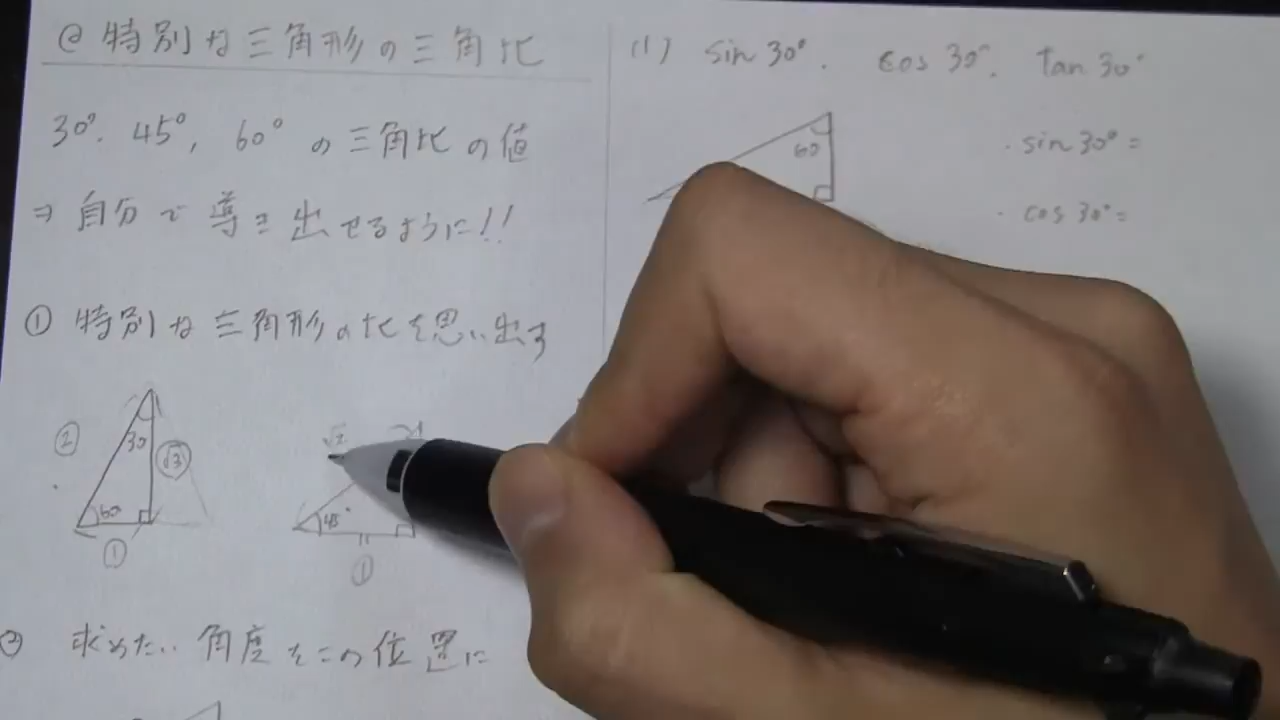 @ 特別な三角形の三角比
30°. 45°, 60° の三角比の値
⇒ 自分で導き出せるように!!
① 特別な三角形の比を思い出す
② 30 √3 60 ①
√2 45° ①
② 求めたい角度をこの位置に
(1) sin 30°. cos 30°. tan 30°
60
・sin 30° =
・cos 30° =